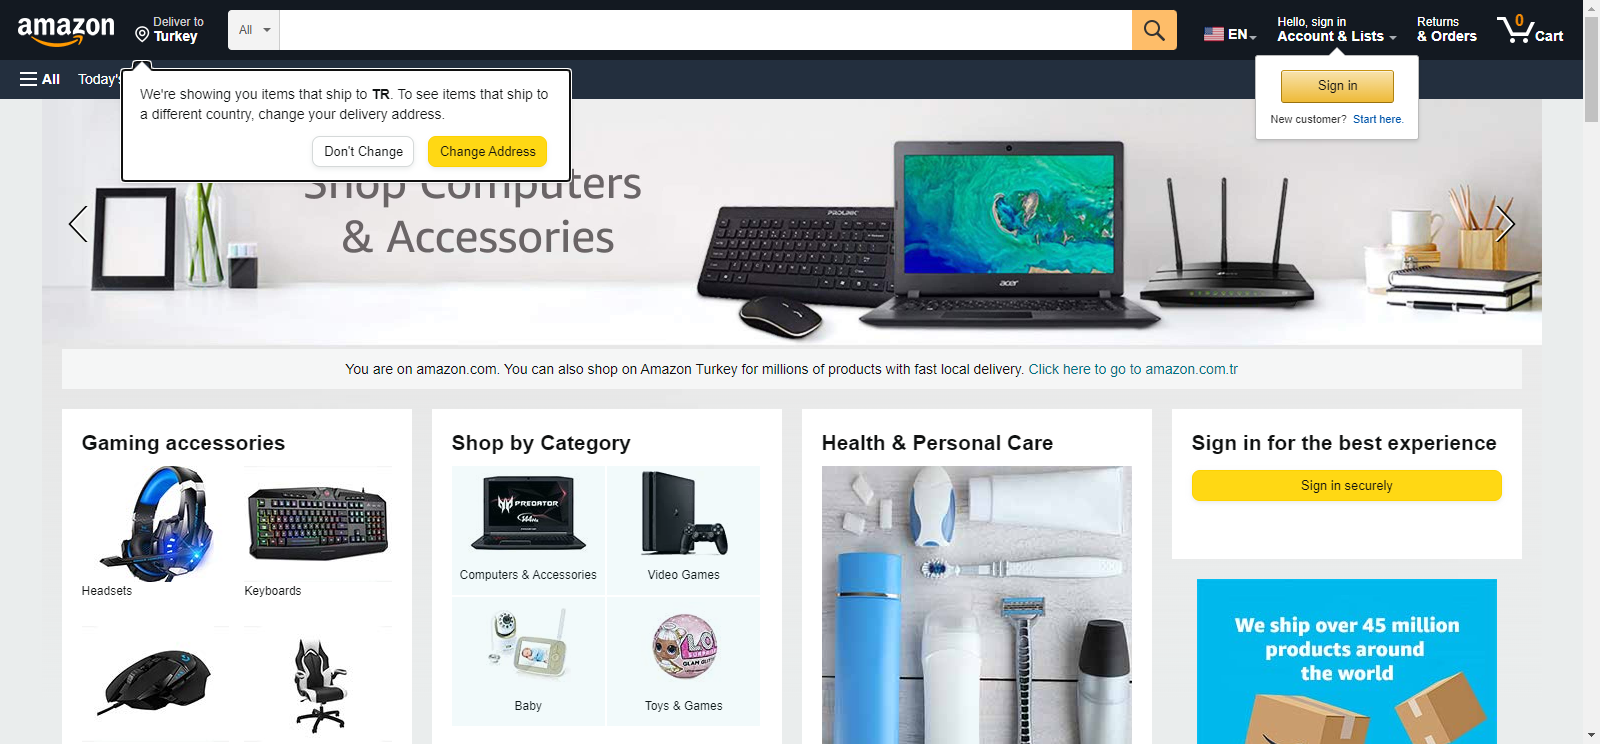 amazon
Deliver to
Turkey
All
EN
Hello, sign in
Account & Lists
Returns
& Orders
0
Cart
All
Today's
We're showing you items that ship to TR. To see items that ship to
a different country, change your delivery address.
Don't Change
Change Address
Sign in
New customer? Start here.
Shop Computers
& Accessories
PROLINK
acer
You are on amazon.com. You can also shop on Amazon Turkey for millions of products with fast local delivery. Click here to go to amazon.com.tr
Gaming accessories
Headsets
Keyboards
Shop by Category
PREDATOR
Computers & Accessories
Video Games
L.O.L.
SURPRISE
Baby
Toys & Games
Health & Personal Care
Sign in for the best experience
Sign in securely
We ship over 45 million
products around
the world